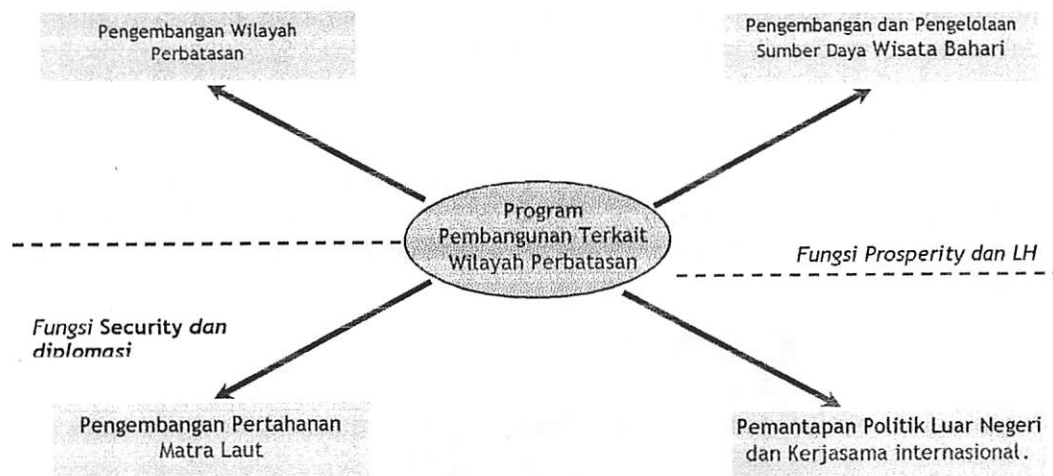 Pengembangan Wilayah
Perbatasan
Pengembangan dan Pengelolaan
Sumber Daya Wisata Bahari
Program
Pembangunan Terkait
Wilayah Perbatasan
Fungsi Prosperity dan LH
Fungsi Security dan
diplomasi
Pengembangan Pertahanan
Matra Laut
Pemantapan Politik Luar Negeri
dan Kerjasama internasional.